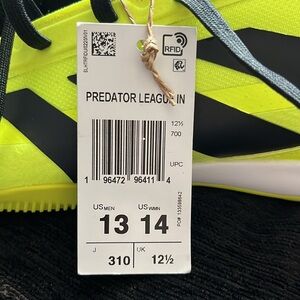 RFID
PREDATOR LEAGUE IN
12½
700
UPC
1 96472 96411 4
US MEN
13
US WMN
14
J
310
UK
12½